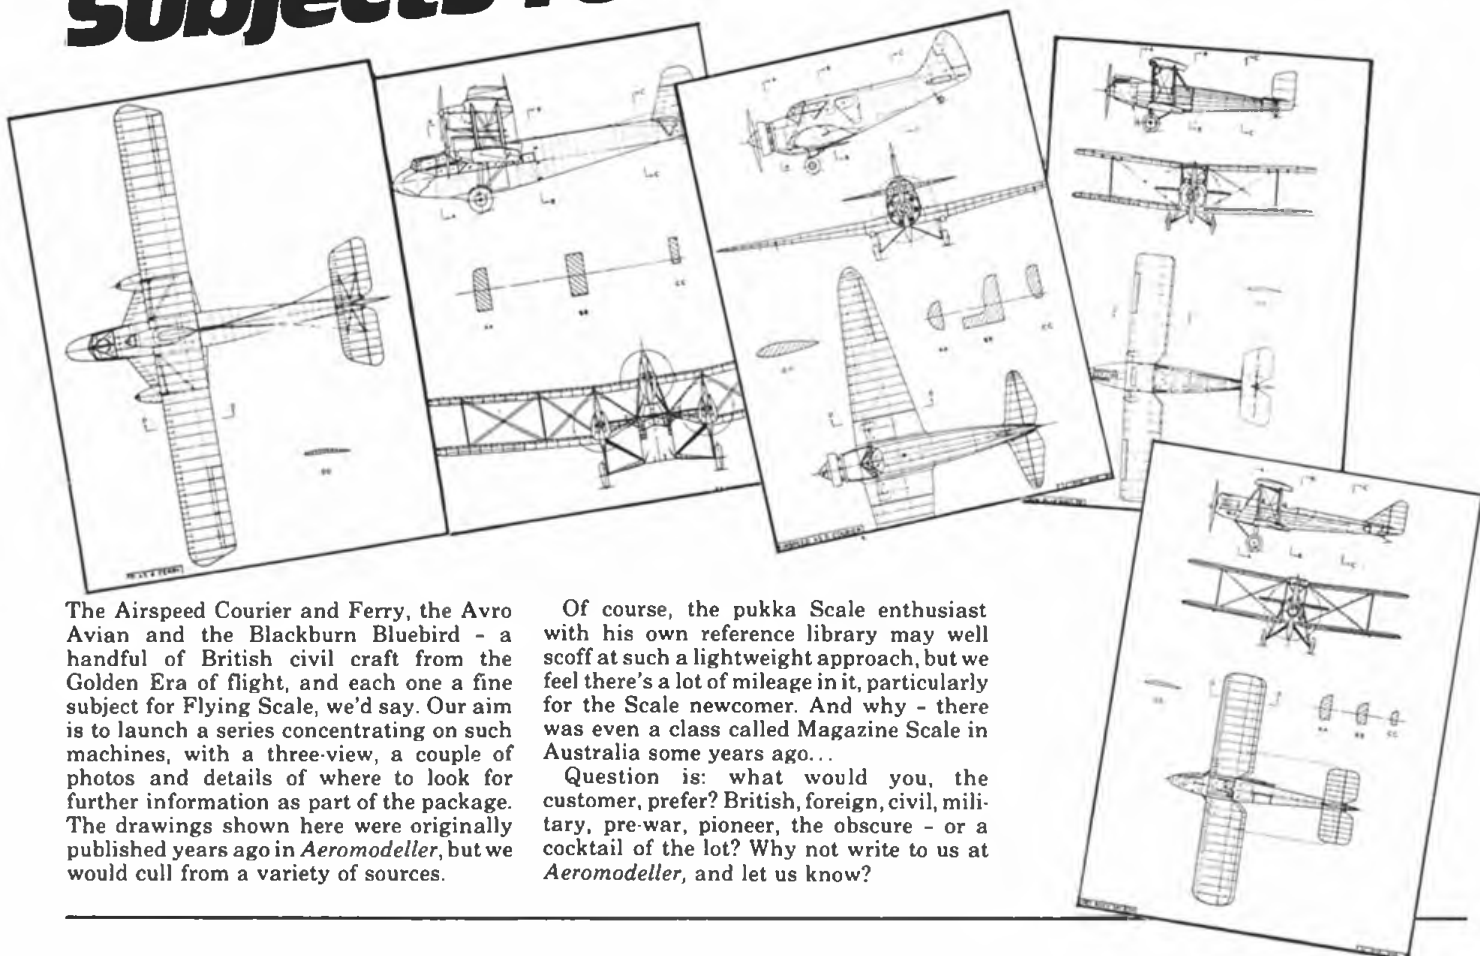 Subjects
The Airspeed Courier and Ferry, the Avro
Avian and the Blackburn Bluebird – a
handful of British civil craft from the
Golden Era of flight, and each one a fine
subject for Flying Scale, we'd say. Our aim
is to launch a series concentrating on such
machines, with a three-view, a couple of
photos and details of where to look for
further information as part of the package.
The drawings shown here were originally
published years ago in Aeromodeller, but we
would cull from a variety of sources.
Of course, the pukka Scale enthusiast
with his own reference library may well
scoff at such a lightweight approach, but we
feel there's a lot of mileage in it, particularly
for the Scale newcomer. And why – there
was even a class called Magazine Scale in
Australia some years ago...
Question is: what would you, the
customer, prefer? British, foreign, civil, mili-
tary, pre-war, pioneer, the obscure – or a
cocktail of the lot? Why not write to us at
Aeromodeller, and let us know?